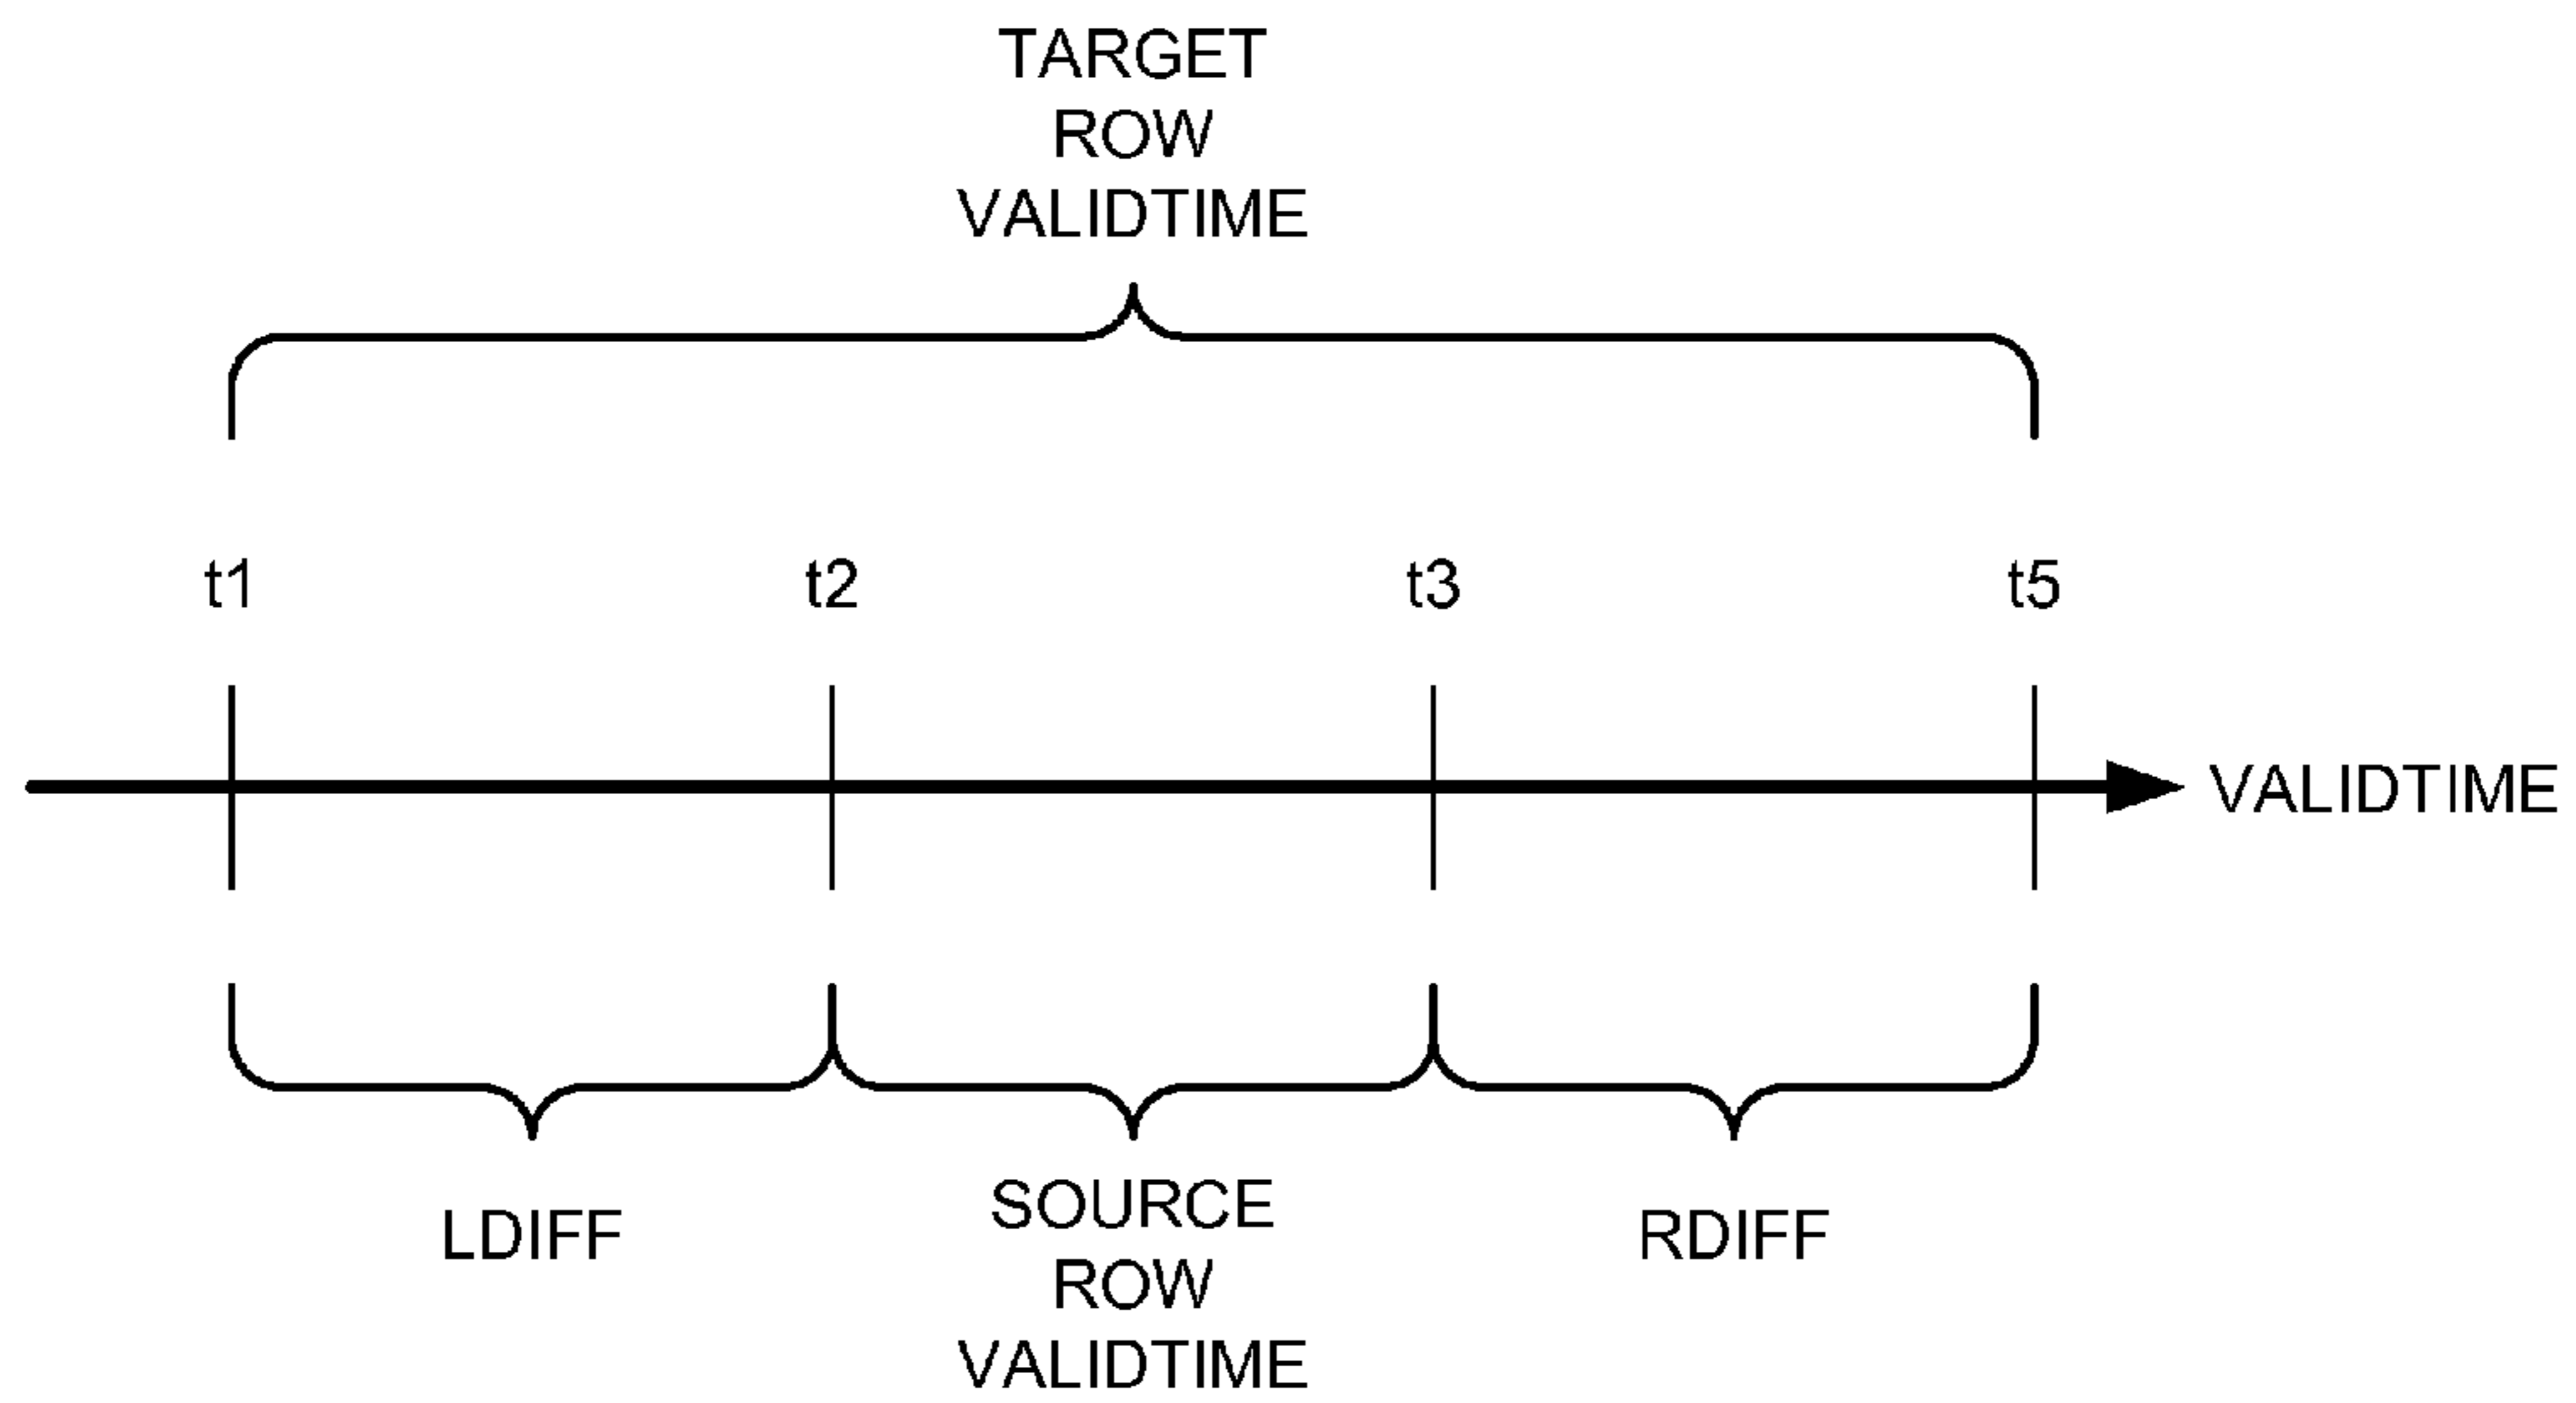 TARGET
ROW
VALIDTIME
t1
t2
t3
t5
VALIDTIME
LDIFF
SOURCE
ROW
VALIDTIME
RDIFF